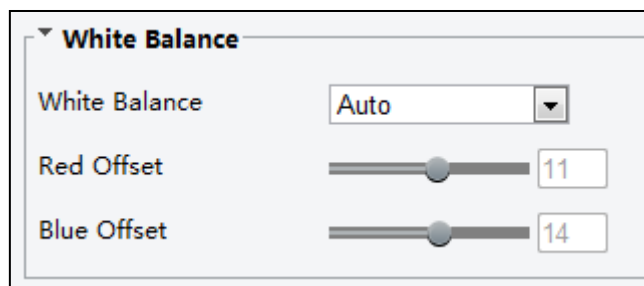 White Balance
White Balance Auto
Red Offset 11
Blue Offset 14